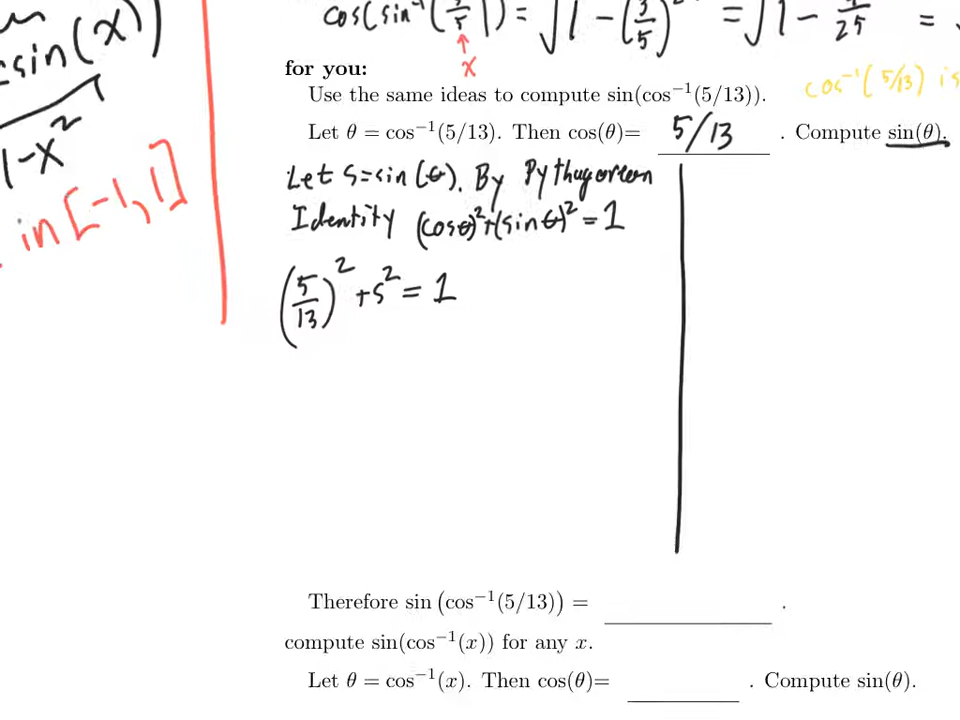 cos(sin⁻¹(3/5)) = √1 - (3/5)² = √1 - 9/25 =
sin(x))
x
for you:
Use the same ideas to compute sin(cos⁻¹(5/13)).
cos⁻¹(5/13) is
1-x²
Let θ = cos⁻¹(5/13). Then cos(θ)= 5/13 . Compute sin(θ).
in [-1, 1]
Let S=sin(θ). By Pythagorean
Identity (cosθ)²+(sinθ)²=1
(5/13)² + S² = 1
Therefore sin (cos⁻¹(5/13)) = .
compute sin(cos⁻¹(x)) for any x.
Let θ = cos⁻¹(x). Then cos(θ)= . Compute sin(θ).